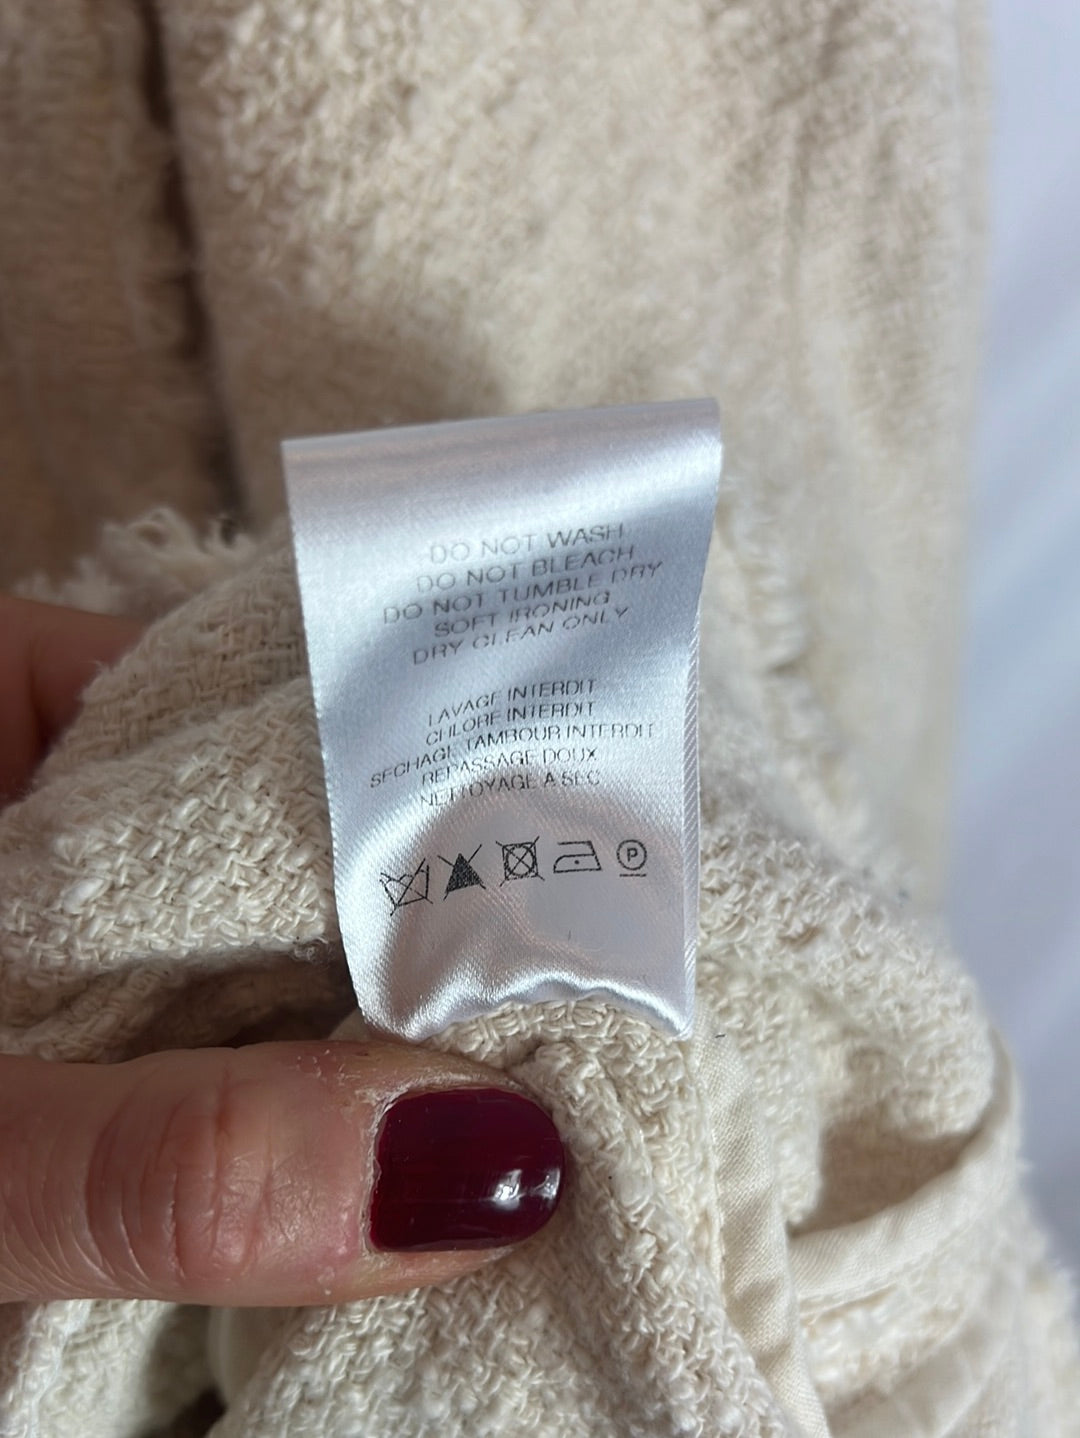 DO NOT WASH
DO NOT BLEACH
DO NOT TUMBLE DRY
SOFT IRONING
DRY CLEAN ONLY
LAVAGE INTERDIT
CHLORE INTERDIT
SECHAGE TAMBOUR INTERDIT
REPASSAGE DOUX
NETTOYAGE A SEC
P